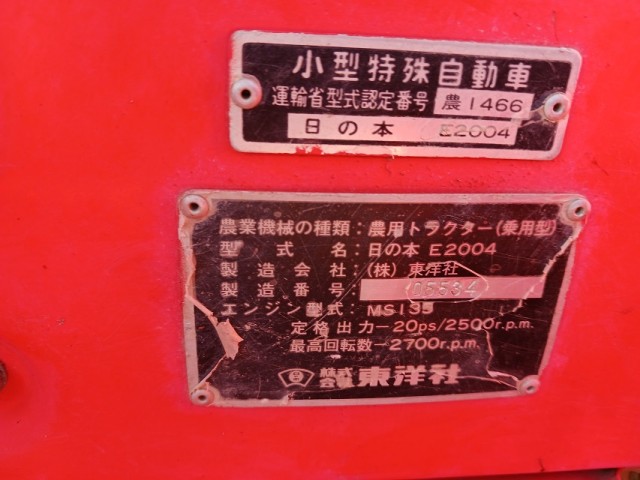 小型特殊自動車
運輸省型式認定番号 農1466
日の本 E2004
農業機械の種類：農用トラクター(乗用型)
型式名：日の本 E2004
製造会社：(株) 東洋社
製造番号 05534
エンジン型式： MS135
定格出力－20ps/2500r.p.m.
最高回転数－2700r.p.m.
株式会社 東洋社